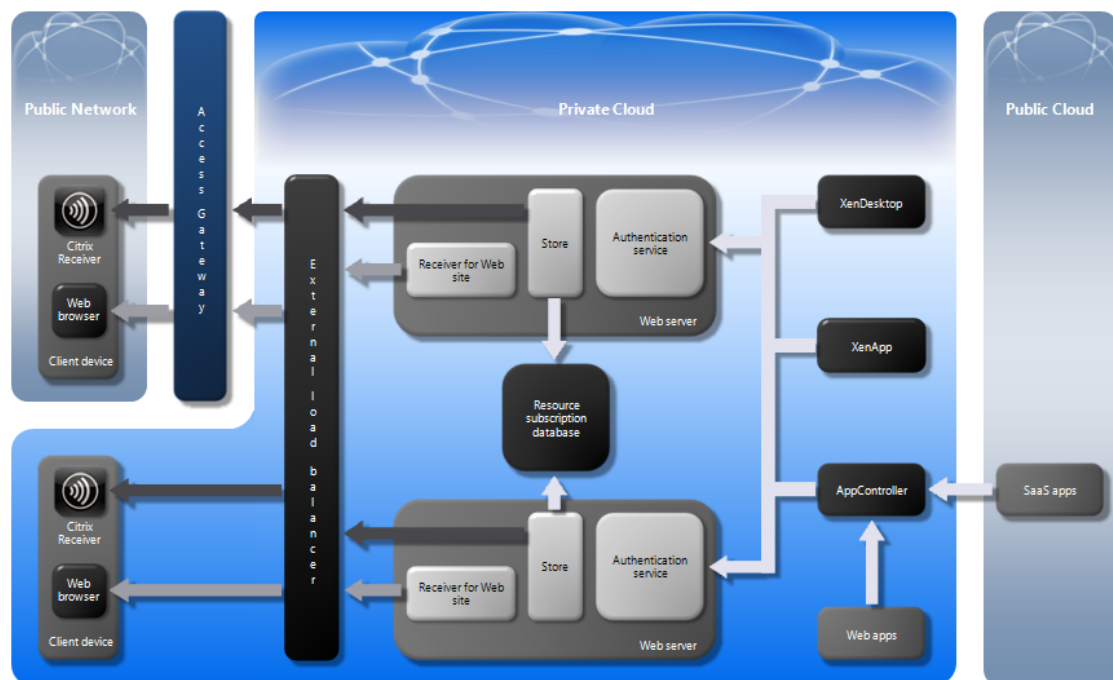 Public Network
Private Cloud
Public Cloud
Access Gateway
External load balancer
Citrix
Receiver
Web
browser
Client device
Receiver for Web
site
Store
Authentication
service
Web server
XenDesktop
XenApp
Resource
subscription
database
Citrix
Receiver
Web
browser
Client device
Receiver for Web
site
Store
Authentication
service
Web server
AppController
SaaS apps
Web apps